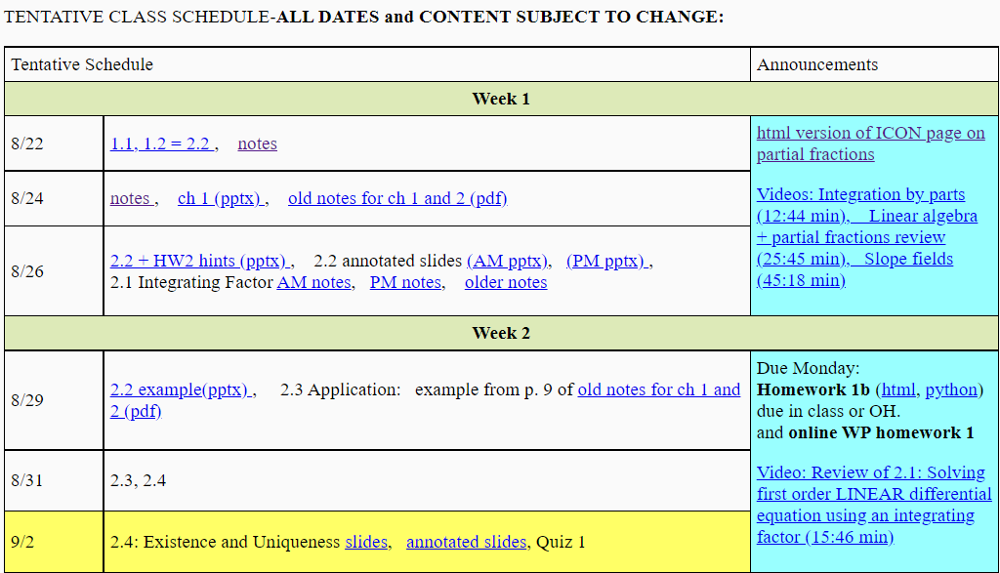 TENTATIVE CLASS SCHEDULE-ALL DATES and CONTENT SUBJECT TO CHANGE:
Tentative Schedule
Announcements
Week 1
8/22
1.1, 1.2 = 2.2 , notes
html version of ICON page on
partial fractions
Videos: Integration by parts
(12:44 min), Linear algebra
+ partial fractions review
(25:45 min), Slope fields
(45:18 min)
8/24
notes , ch 1 (pptx) , old notes for ch 1 and 2 (pdf)
8/26
2.2 + HW2 hints (pptx) , 2.2 annotated slides (AM pptx), (PM pptx) ,
2.1 Integrating Factor AM notes, PM notes, older notes
Week 2
8/29
2.2 example(pptx) , 2.3 Application: example from p. 9 of old notes for ch 1 and
2 (pdf)
Due Monday:
Homework 1b (html, python)
due in class or OH.
and online WP homework 1
Video: Review of 2.1: Solving
first order LINEAR differential
equation using an integrating
factor (15:46 min)
8/31
2.3, 2.4
9/2
2.4: Existence and Uniqueness slides, annotated slides, Quiz 1